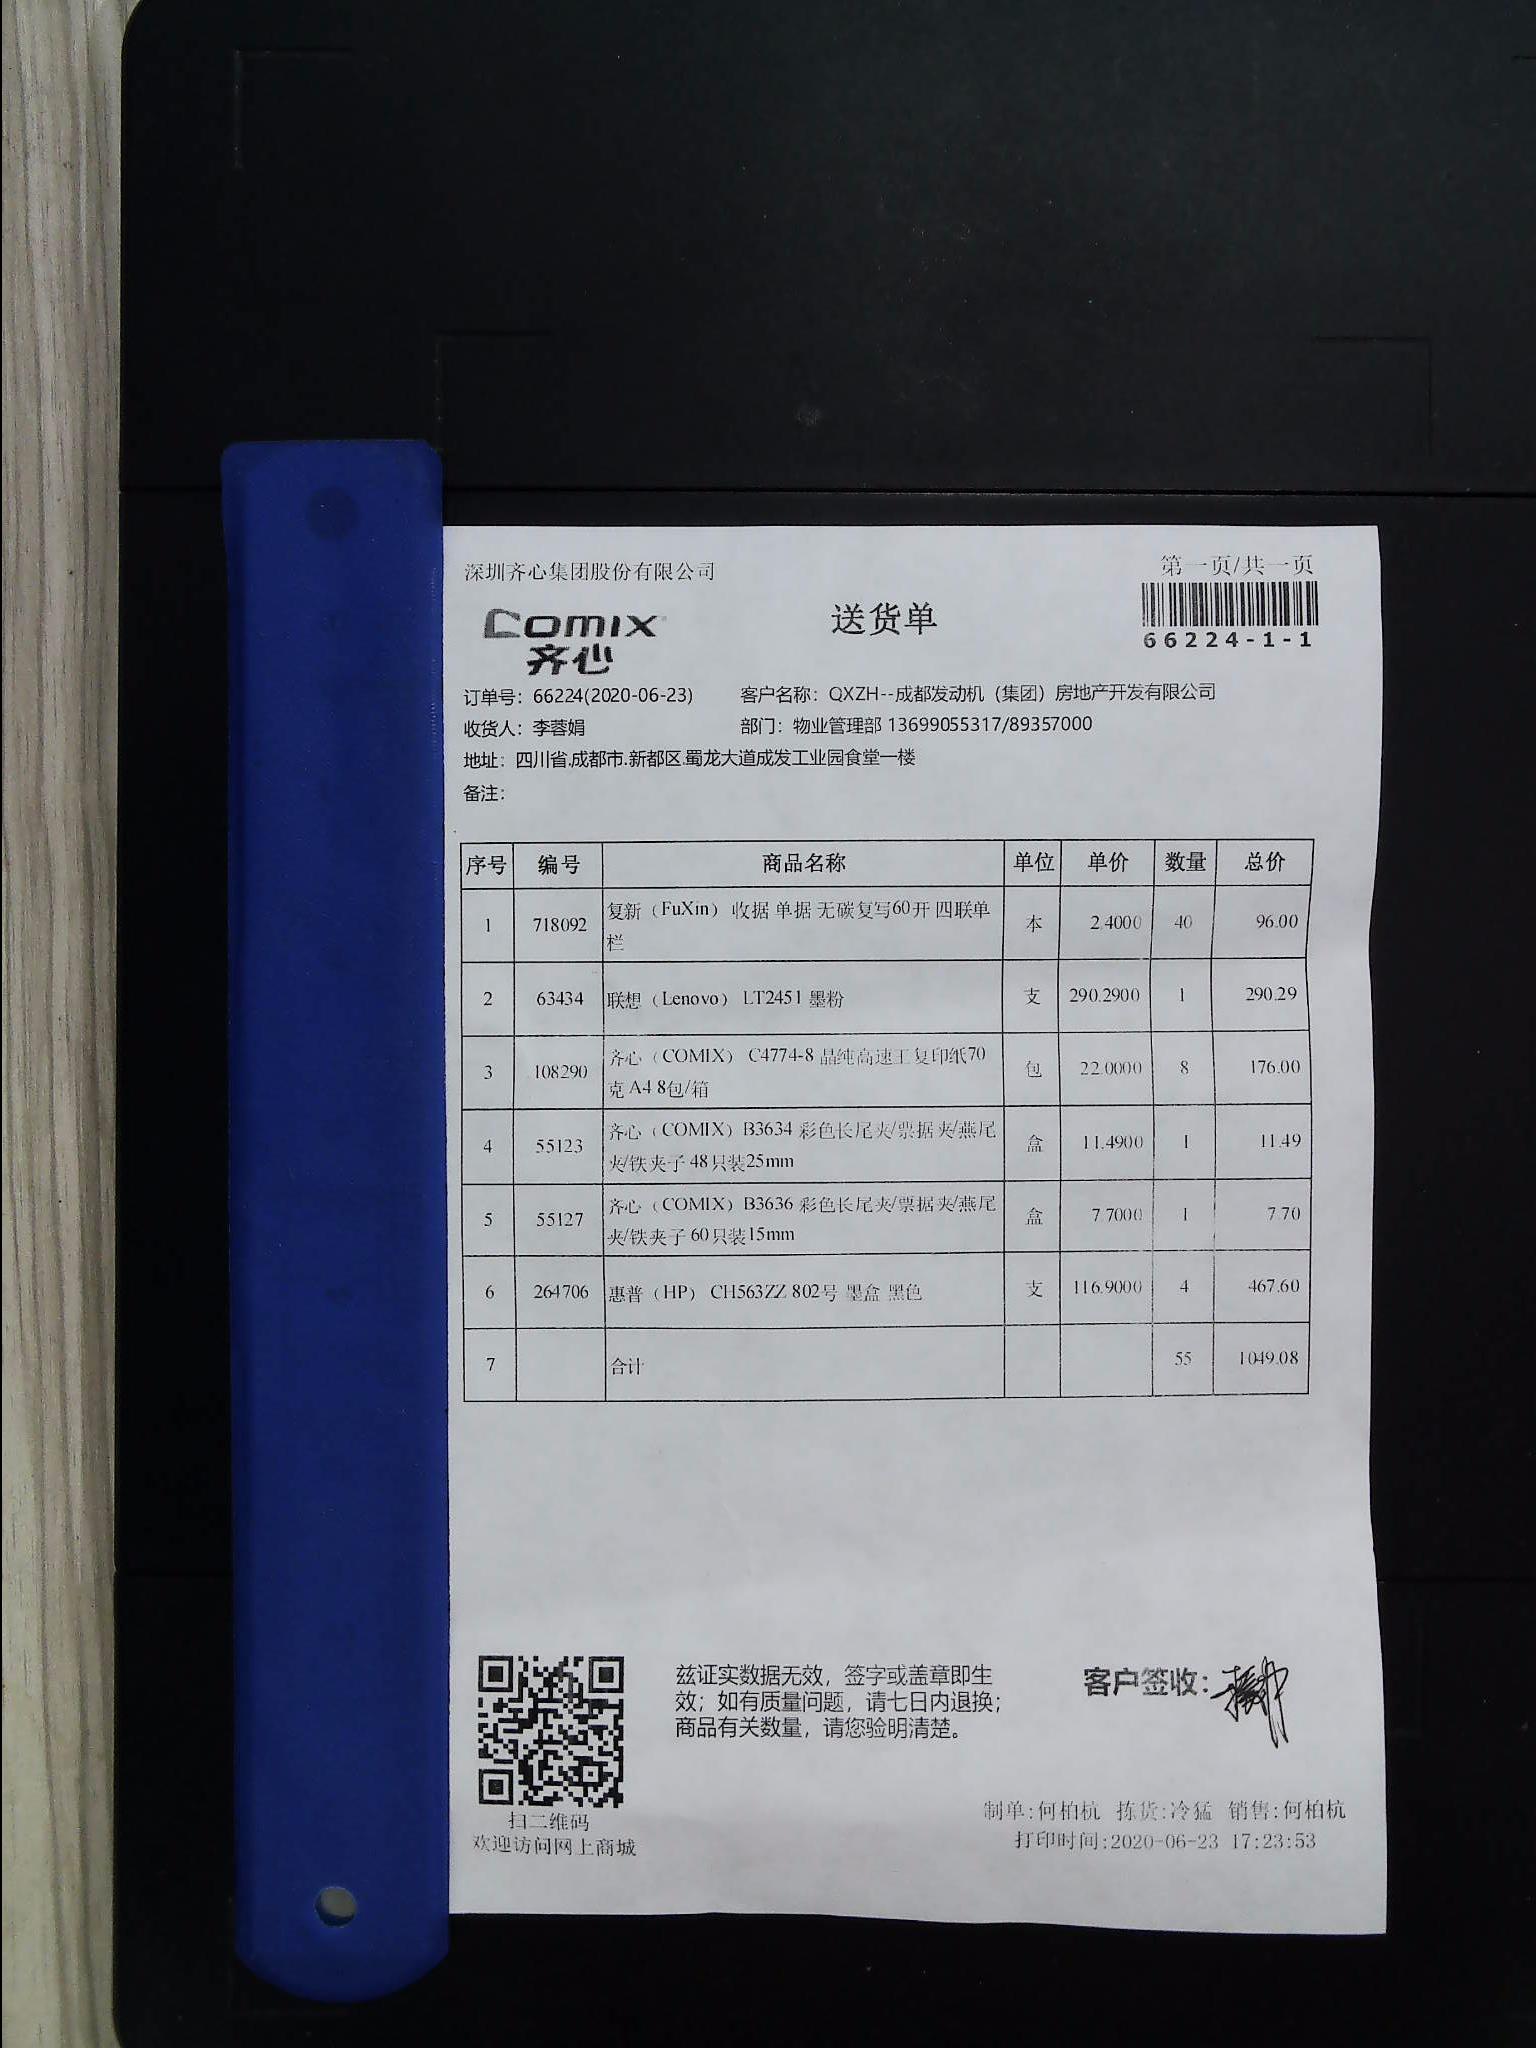 深圳齐心集团股份有限公司
第一页/共一页
COMIX
齐心
送货单
66224-1-1
订单号：66224(2020-06-23) 客户名称：QXZH--成都发动机（集团）房地产开发有限公司
收货人：李蓉娟 部门：物业管理部 13699055317/89357000
地址：四川省.成都市.新都区.蜀龙大道成发工业园食堂一楼
备注：
序号 编号 商品名称 单位 单价 数量 总价
1 718092 复新（FuXin） 收据 单据 无碳复写60开 四联单栏 本 2.4000 40 96.00
2 63434 联想（Lenovo） LT2451 墨粉 支 290.2900 1 290.29
3 108290 齐心（COMIX） C4774-8 晶纯高速工复印纸70克 A4 8包/箱 包 22.0000 8 176.00
4 55123 齐心（COMIX）B3634 彩色长尾夹/票据夹/燕尾夹/铁夹子 48只装25mm 盒 11.4900 1 11.49
5 55127 齐心（COMIX）B3636 彩色长尾夹/票据夹/燕尾夹/铁夹子 60只装15mm 盒 7.7000 1 7.70
6 264706 惠普（HP） CH563ZZ 802号 墨盒 黑色 支 116.9000 4 467.60
7 合计 55 1049.08
兹证实数据无效，签字或盖章即生
效；如有质量问题，请七日内退换；
商品有关数量，请您验明清楚。
客户签收：
扫二维码
欢迎访问网上商城
制单:何柏杭 拣货:冷猛 销售:何柏杭
打印时间:2020-06-23 17:23:53